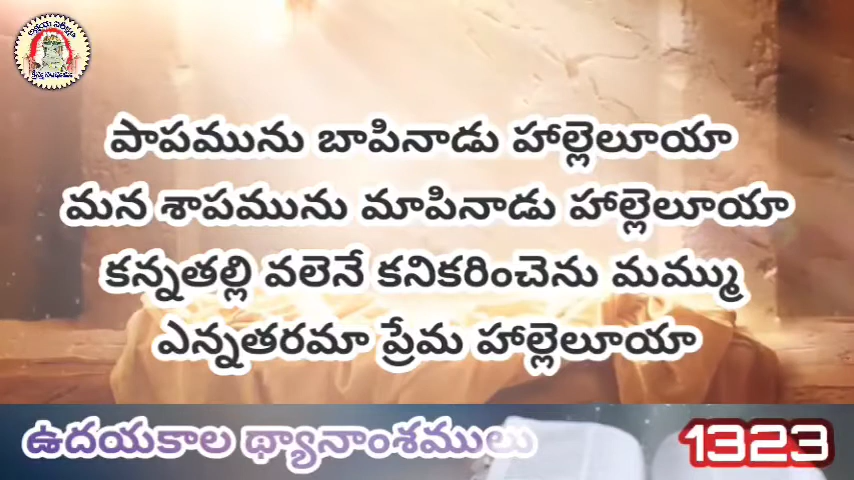 పాపమును బాపినాడు హాల్లెలూయా
మన శాపమును మాపినాడు హాల్లెలూయా
కన్నతల్లి వలెనే కనికరించెను మమ్ము
ఎన్నతరమా ప్రేమ హాల్లెలూయా
ఉదయకాల థ్యానాంశములు
1323